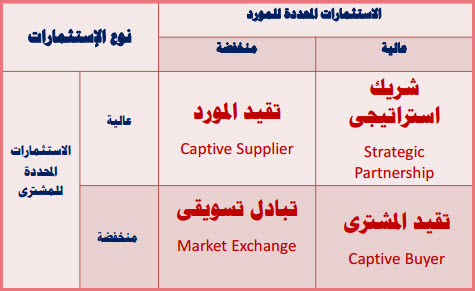 نوع الإستثمارات
الاستثمارات المحددة للمورد
عالية
منخفضة
الاستثمارات
المحددة
للمشترى
عالية
شريك
استراتيجى
Strategic
Partnership
تقيد المورد
Captive Supplier
منخفضة
تقيد المشترى
Captive Buyer
تبادل تسويقى
Market Exchange